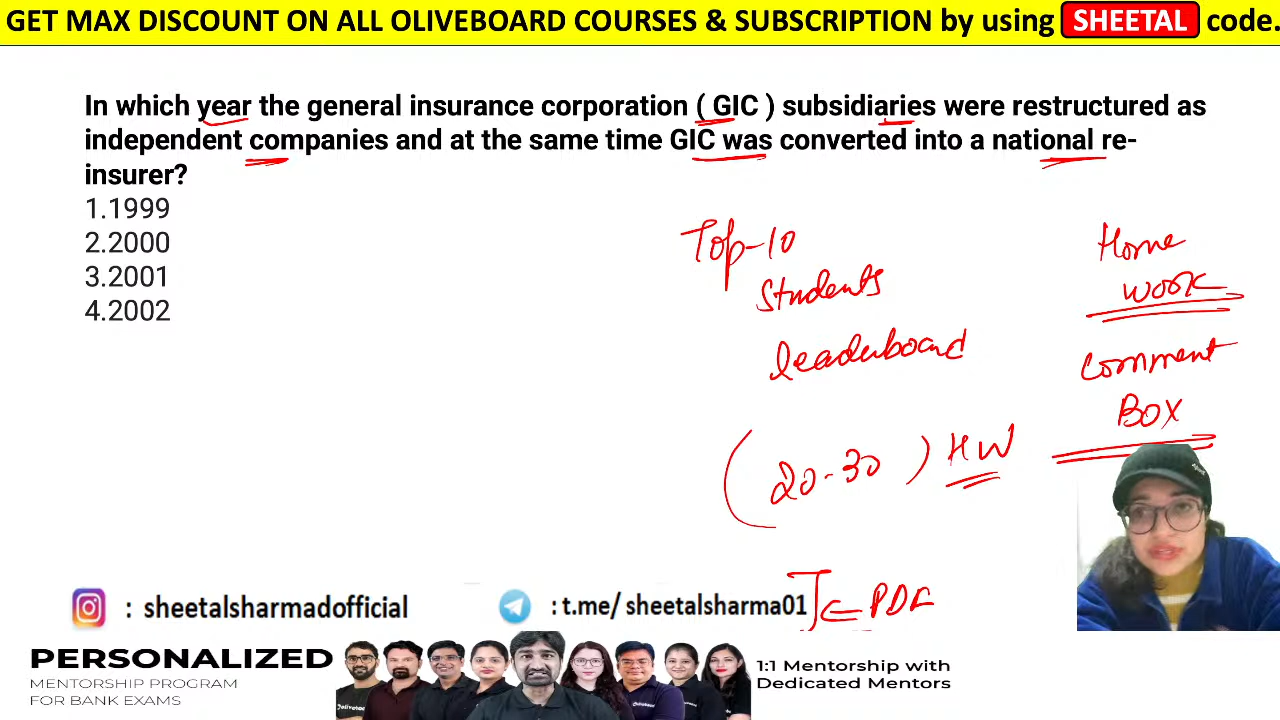 GET MAX DISCOUNT ON ALL OLIVEBOARD COURSES & SUBSCRIPTION by using SHEETAL code.
In which year the general insurance corporation ( GIC ) subsidiaries were restructured as
independent companies and at the same time GIC was converted into a national re-
insurer?
1.1999
2.2000
3.2001
4.2002
Top-10
Students
leaderboard
(20-30) HW
PDF
Home
work
comment
BOX
: sheetalsharmadofficial
: t.me/ sheetalsharma01
PERSONALIZED
MENTORSHIP PROGRAM
FOR BANK EXAMS
1:1 Mentorship with
Dedicated Mentors